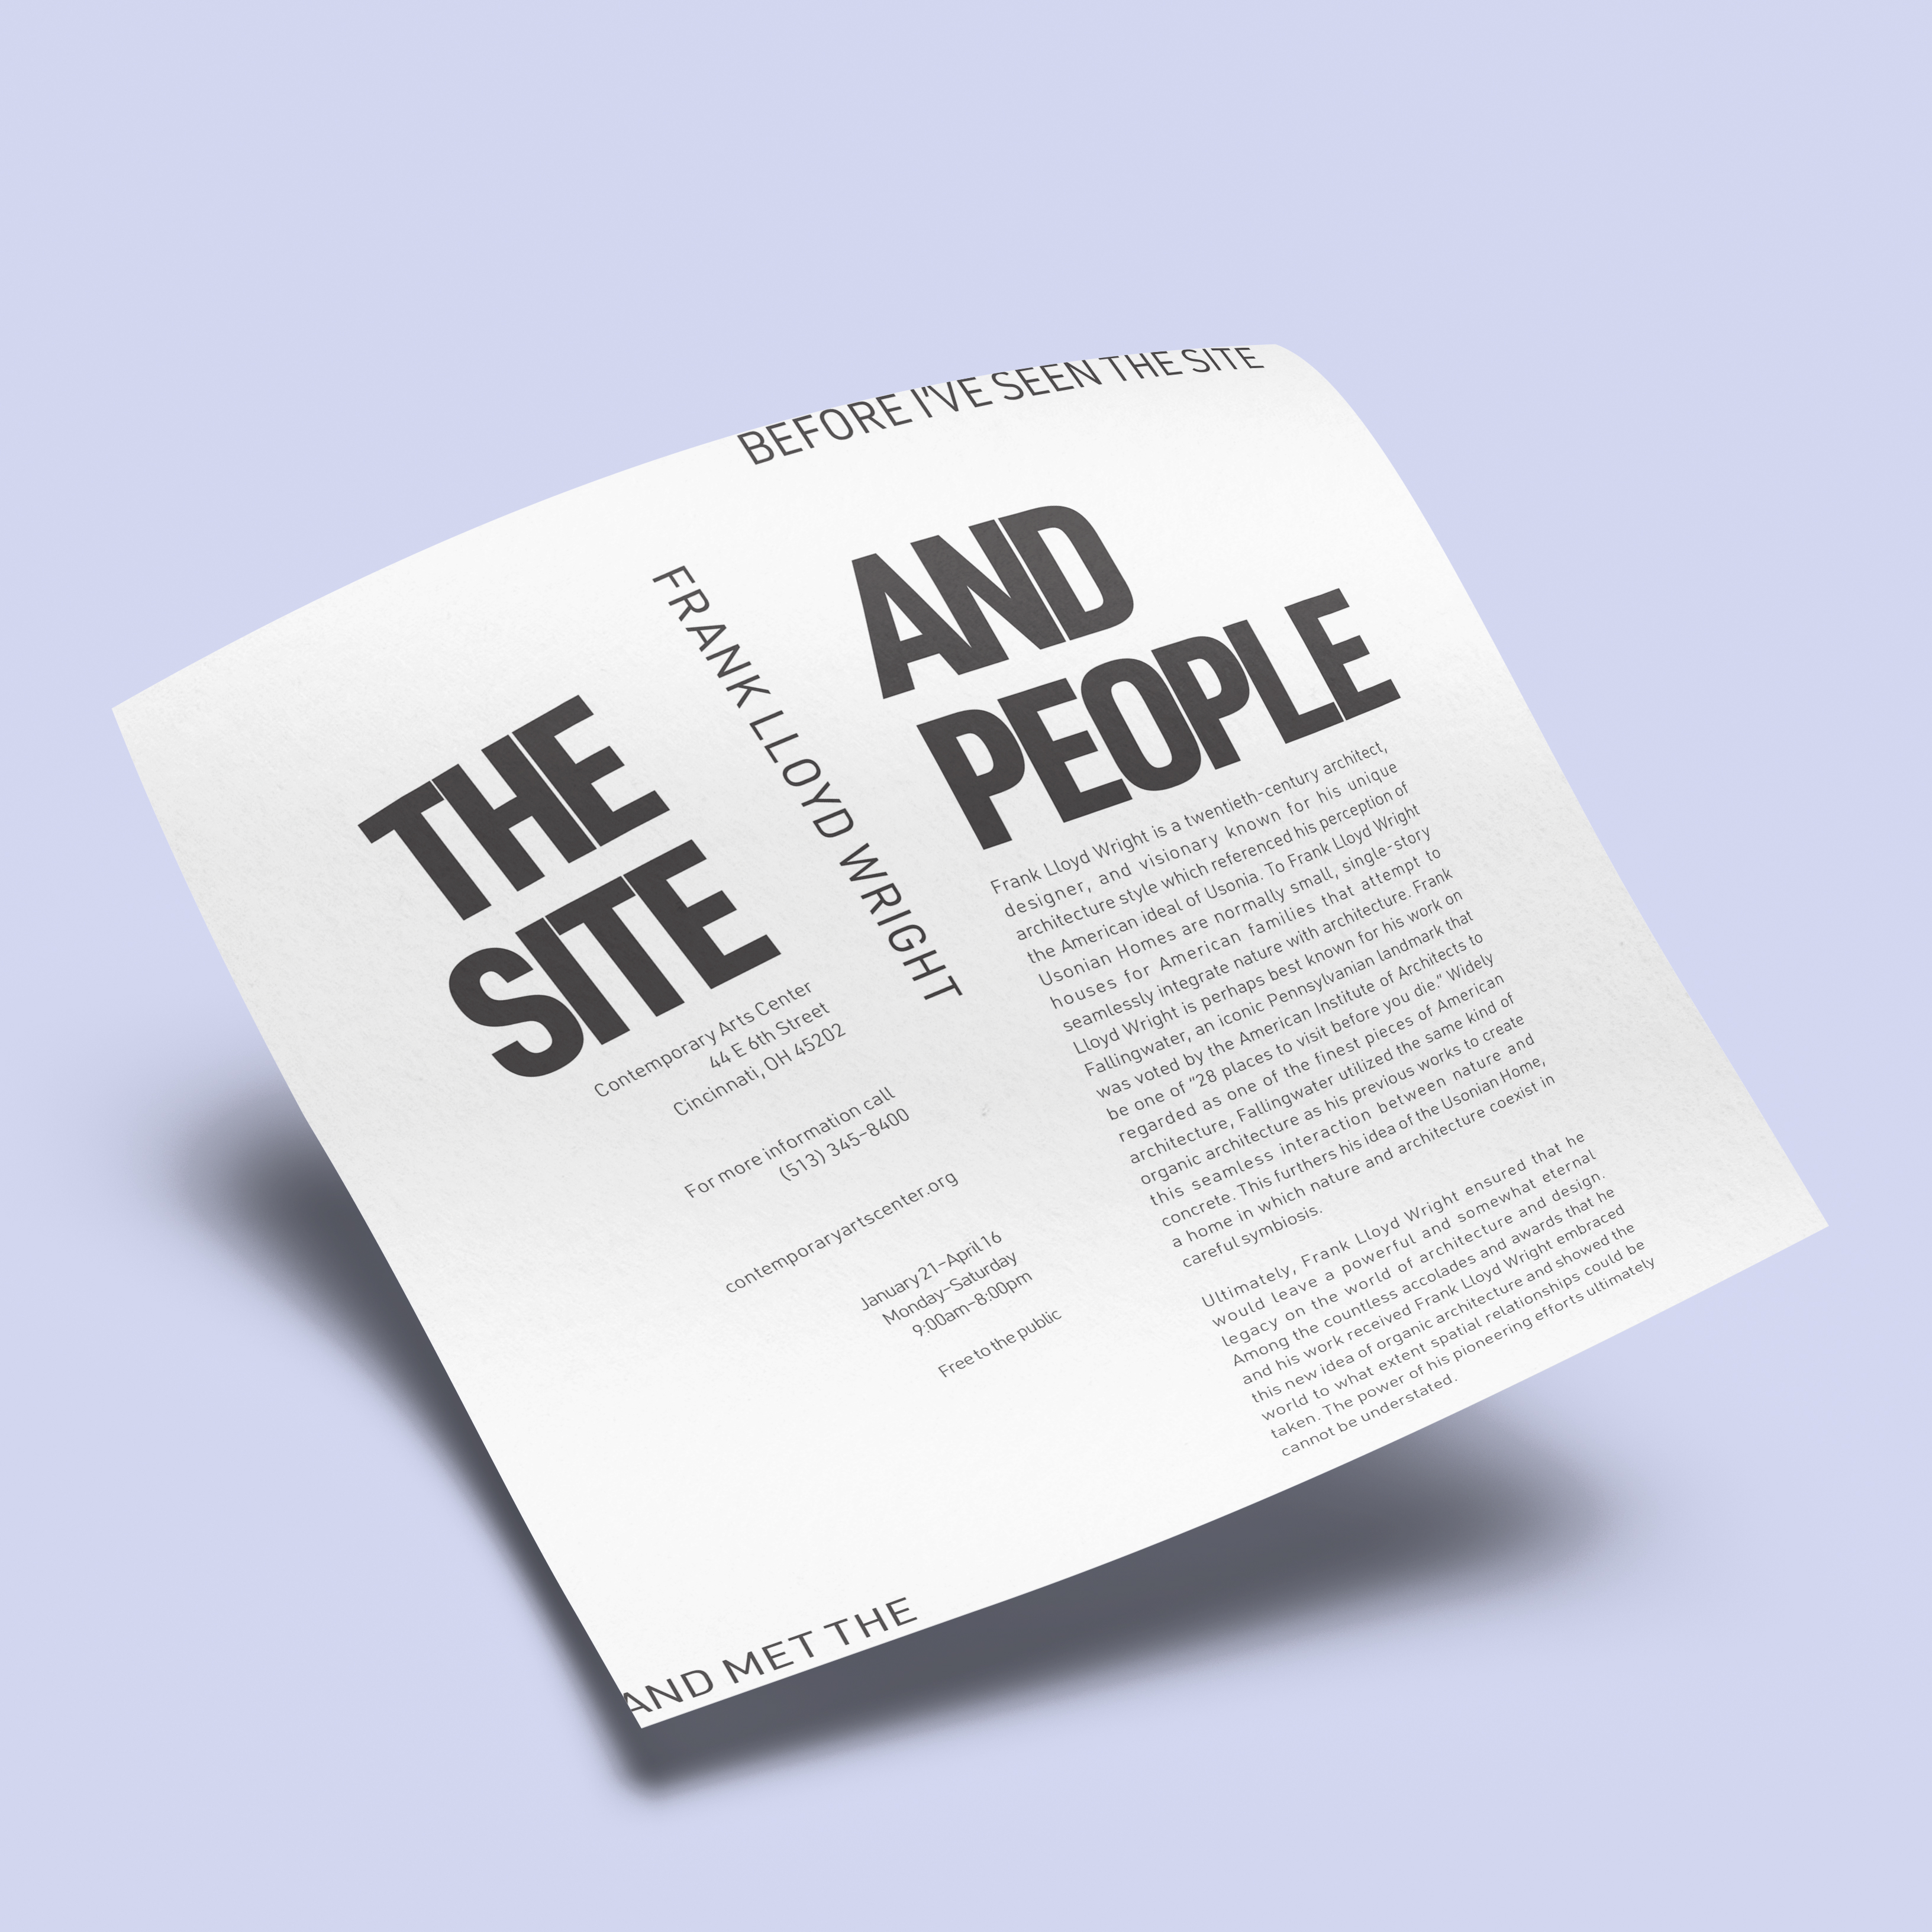 BEFORE I'VE SEEN THE SITE
THE
SITE
FRANK LLOYD WRIGHT
AND
PEOPLE
Contemporary Arts Center
44 E 6th Street
Cincinnati, OH 45202
For more information call
(513) 345-8400
contemporaryartscenter.org
January 21-April 16
Monday-Saturday
9:00am-8:00pm
Free to the public
Frank Lloyd Wright is a twentieth-century architect,
designer, and visionary known for his unique
architecture style which referenced his perception of
the American ideal of Usonia. To Frank Lloyd Wright
Usonian Homes are normally small, single-story
houses for American families that attempt to
seamlessly integrate nature with architecture. Frank
Lloyd Wright is perhaps best known for his work on
Fallingwater, an iconic Pennsylvanian landmark that
was voted by the American Institute of Architects to
be one of "28 places to visit before you die." Widely
regarded as one of the finest pieces of American
architecture, Fallingwater utilized the same kind of
organic architecture as his previous works to create
this seamless interaction between nature and
concrete. This furthers his idea of the Usonian Home,
a home in which nature and architecture coexist in
careful symbiosis.
Ultimately, Frank Lloyd Wright ensured that he
would leave a powerful and somewhat eternal
legacy on the world of architecture and design.
Among the countless accolades and awards that he
and his work received Frank Lloyd Wright embraced
this new idea of organic architecture and showed the
world to what extent spatial relationships could be
taken. The power of his pioneering efforts ultimately
cannot be understated.
AND MET THE